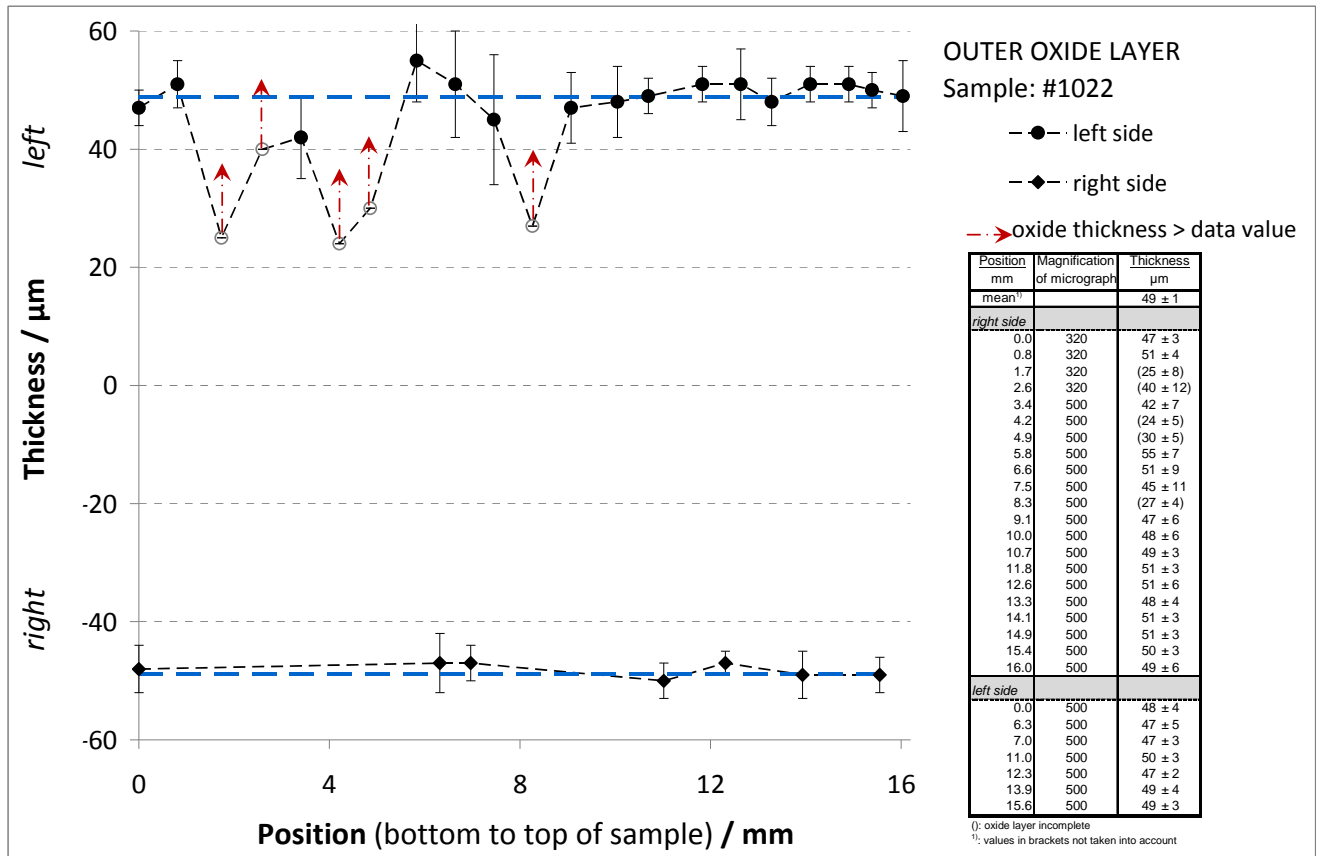 OUTER OXIDE LAYER
Sample: #1022
left side
right side
oxide thickness > data value
60
40
20
0
-20
-40
-60
left
Thickness / µm
right
0 4 8 12 16
Position (bottom to top of sample) / mm
Position Magnification Thickness
mm of micrograph µm
mean1) 49 ± 1
right side
0.0 320 47 ± 3
0.8 320 51 ± 4
1.7 320 (25 ± 8)
2.6 320 (40 ± 12)
3.4 500 42 ± 7
4.2 500 (24 ± 5)
4.9 500 (30 ± 5)
5.8 500 55 ± 7
6.6 500 51 ± 9
7.5 500 45 ± 11
8.3 500 (27 ± 4)
9.1 500 47 ± 6
10.0 500 48 ± 6
10.7 500 49 ± 3
11.8 500 51 ± 3
12.6 500 51 ± 6
13.3 500 48 ± 4
14.1 500 51 ± 3
14.9 500 51 ± 3
15.4 500 50 ± 3
16.0 500 49 ± 6
left side
0.0 500 48 ± 4
6.3 500 47 ± 5
7.0 500 47 ± 3
11.0 500 50 ± 3
12.3 500 47 ± 2
13.9 500 49 ± 4
15.6 500 49 ± 3
(): oxide layer incomplete
1): values in brackets not taken into account